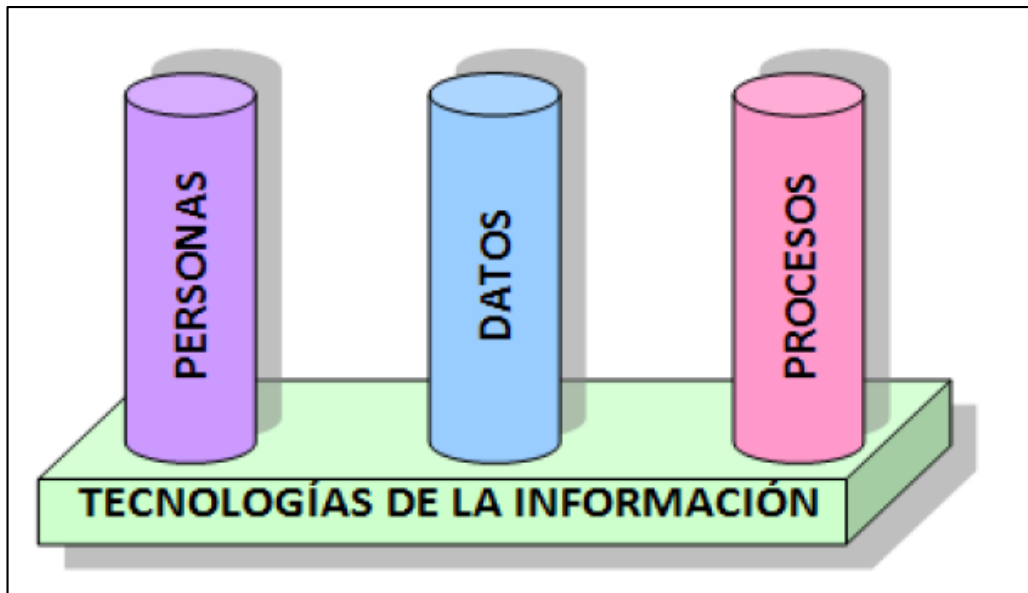 PERSONAS
DATOS
PROCESOS
TECNOLOGÍAS DE LA INFORMACIÓN